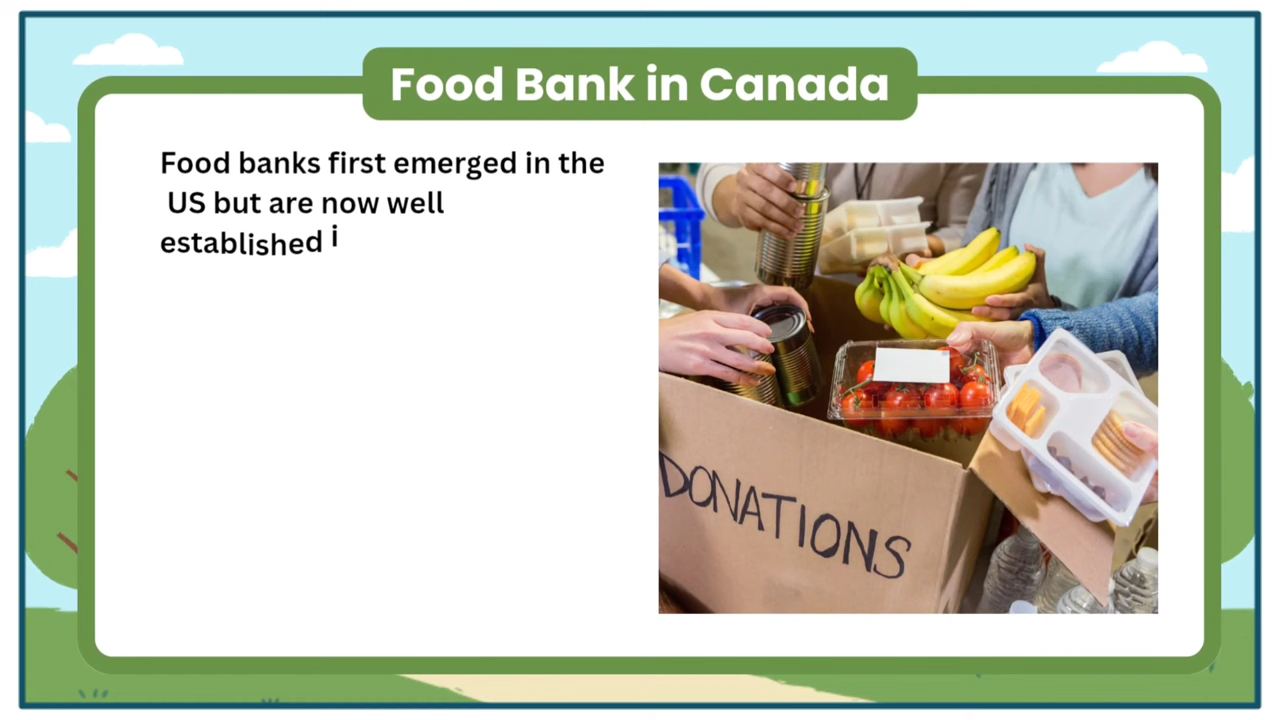 Food Bank in Canada
Food banks first emerged in the
US but are now well
established i
DONATIONS